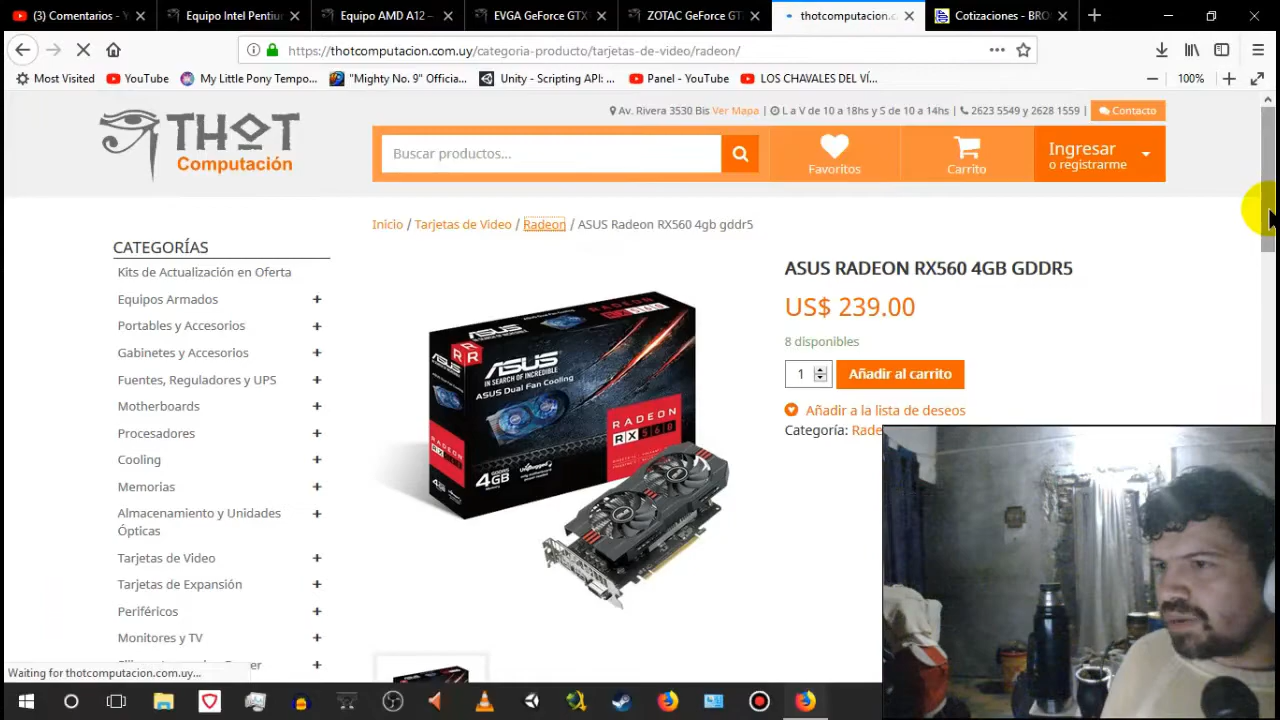 (3) Comentarios - Y
Equipo Intel Pentiu
Equipo AMD A12 –
EVGA GeForce GTX
ZOTAC GeForce GT
thotcomputacion.c
Cotizaciones - BRO
https://thotcomputacion.com.uy/categoria-producto/tarjetas-de-video/radeon/
Most Visited
YouTube
My Little Pony Tempo...
"Mighty No. 9" Officia...
Unity - Scripting API: ...
Panel - YouTube
LOS CHAVALES DEL VÍ...
100%
Av. Rivera 3530 Bis Ver Mapa | L a V de 10 a 18hs y S de 10 a 14hs | 2623 5549 y 2628 1559 |
Contacto
THOT
Computación
Buscar productos...
Favoritos
Carrito
Ingresar
o registrarme
Inicio / Tarjetas de Video / Radeon / ASUS Radeon RX560 4gb gddr5
CATEGORÍAS
Kits de Actualización en Oferta
Equipos Armados +
Portables y Accesorios +
Gabinetes y Accesorios +
Fuentes, Reguladores y UPS +
Motherboards +
Procesadores +
Cooling +
Memorias +
Almacenamiento y Unidades +
Ópticas
Tarjetas de Video +
Tarjetas de Expansión +
Periféricos +
Monitores y TV +
ASUS RADEON RX560 4GB GDDR5
US$ 239.00
8 disponibles
1
Añadir al carrito
Añadir a la lista de deseos
Categoría: Rade
ASUS
IN SEARCH OF INCREDIBLE
ASUS Dual Fan Cooling
RADEON
RX 560
4GB
Waiting for thotcomputacion.com.uy...